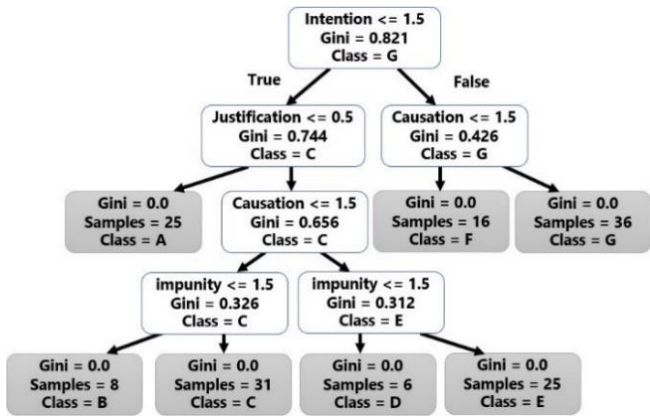 Intention <= 1.5
Gini = 0.821
Class = G
True
False
Justification <= 0.5
Gini = 0.744
Class = C
Causation <= 1.5
Gini = 0.426
Class = G
Gini = 0.0
Samples = 25
Class = A
Causation <= 1.5
Gini = 0.656
Class = C
Gini = 0.0
Samples = 16
Class = F
Gini = 0.0
Samples = 36
Class = G
impunity <= 1.5
Gini = 0.326
Class = C
impunity <= 1.5
Gini = 0.312
Class = E
Gini = 0.0
Samples = 8
Class = B
Gini = 0.0
Samples = 31
Class = C
Gini = 0.0
Samples = 6
Class = D
Gini = 0.0
Samples = 25
Class = E